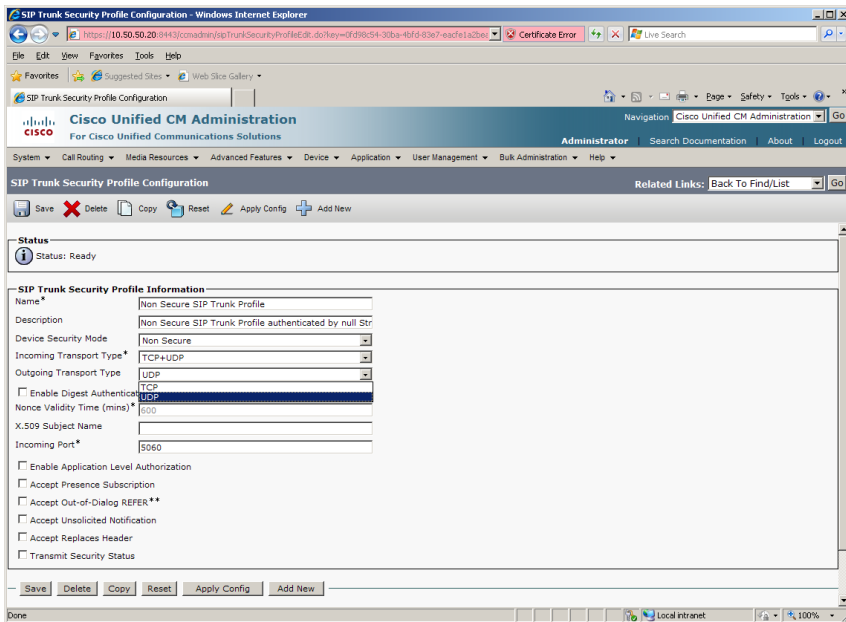 SIP Trunk Security Profile Configuration - Windows Internet Explorer
https://10.50.50.20:8443/ccmadmin/sipTrunkSecurityProfileEdit.do?key=0fd98c54-30ba-4bfd-83e7-eacfe1a2bec
Certificate Error
Live Search
File Edit View Favorites Tools Help
Favorites Suggested Sites Web Slice Gallery
SIP Trunk Security Profile Configuration
Page Safety Tools
CISCO
Cisco Unified CM Administration
For Cisco Unified Communications Solutions
Navigation Cisco Unified CM Administration Go
Administrator | Search Documentation | About | Logout
System Call Routing Media Resources Advanced Features Device Application User Management Bulk Administration Help
SIP Trunk Security Profile Configuration
Related Links: Back To Find/List Go
Save Delete Copy Reset Apply Config Add New
Status
Status: Ready
SIP Trunk Security Profile Information
Name* Non Secure SIP Trunk Profile
Description Non Secure SIP Trunk Profile authenticated by null Str
Device Security Mode Non Secure
Incoming Transport Type* TCP+UDP
Outgoing Transport Type UDP
TCP
Enable Digest Authenticat UDP
Nonce Validity Time (mins)* 600
X.509 Subject Name
Incoming Port* 5060
Enable Application Level Authorization
Accept Presence Subscription
Accept Out-of-Dialog REFER**
Accept Unsolicited Notification
Accept Replaces Header
Transmit Security Status
Save Delete Copy Reset Apply Config Add New
Done Local intranet 100%